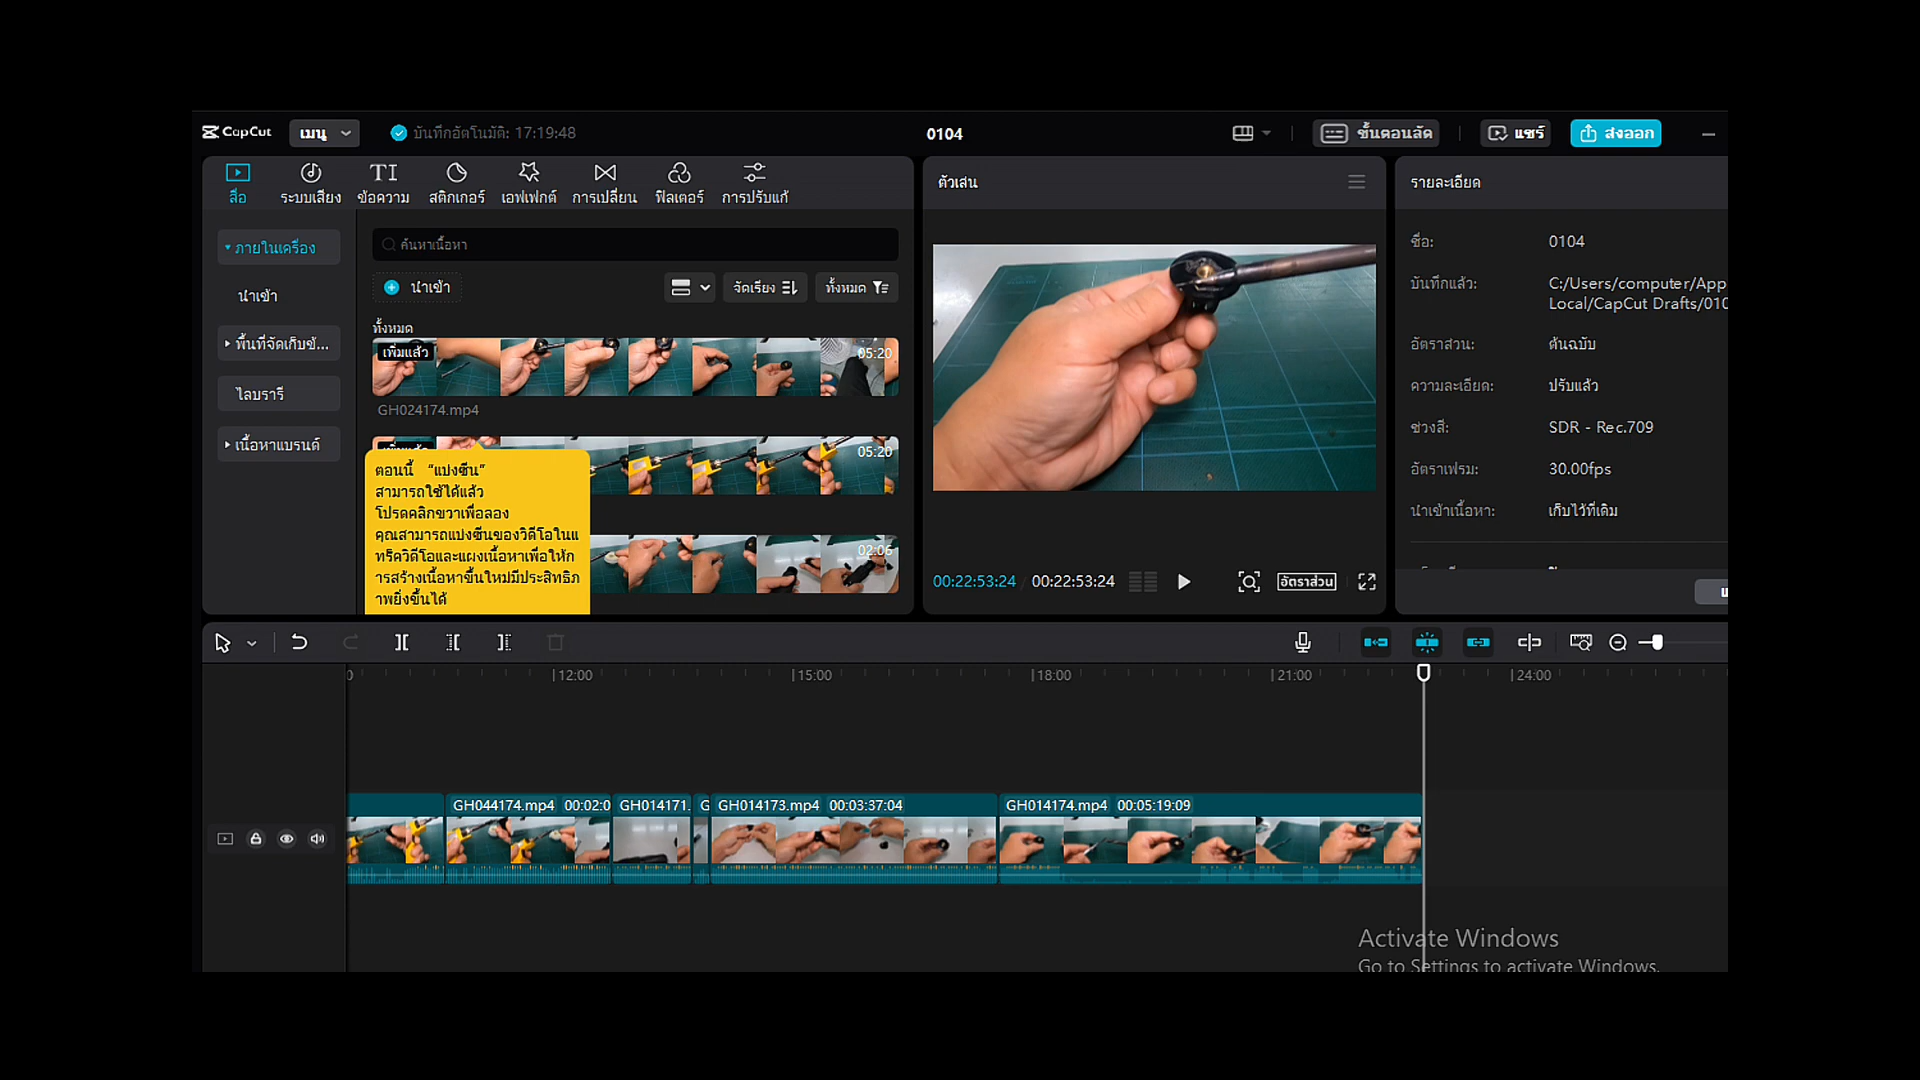 CapCut
เมนู
บันทึกอัตโนมัติ: 17:19:48
0104
ขั้นตอนลัด
แชร์
ส่งออก
สื่อ
ระบบเสียง
ข้อความ
สติกเกอร์
เอฟเฟกต์
การเปลี่ยน
ฟิลเตอร์
การปรับแก้
ภายในเครื่อง
นำเข้า
พื้นที่จัดเก็บข้...
ไลบรารี
เนื้อหาแบรนด์
ค้นหาเนื้อหา
นำเข้า
จัดเรียง
ทั้งหมด
ทั้งหมด
เพิ่มแล้ว
05:20
GH024174.mp4
05:20
02:06
ตอนนี้ “แบ่งซีน”
สามารถใช้ได้แล้ว
โปรดคลิกขวาเพื่อลอง
คุณสามารถแบ่งซีนของวิดีโอในแ
ทร็ควิดีโอและแผงเนื้อหาเพื่อให้ก
ารสร้างเนื้อหาขึ้นใหม่มีประสิทธิภ
าพยิ่งขึ้นได้
ตัวเล่น
00:22:53:24
00:22:53:24
อัตราส่วน
รายละเอียด
ชื่อ:
0104
บันทึกแล้ว:
C:/Users/computer/App
Local/CapCut Drafts/010
อัตราส่วน:
ต้นฉบับ
ความละเอียด:
ปรับแล้ว
ช่วงสี:
SDR - Rec.709
อัตราเฟรม:
30.00fps
นำเข้าเนื้อหา:
เก็บไว้ที่เดิม
12:00
15:00
18:00
21:00
24:00
GH044174.mp4 00:02:0
GH014171.
G
GH014173.mp4 00:03:37:04
GH014174.mp4 00:05:19:09
Activate Windows
Go to Settings to activate Windows.